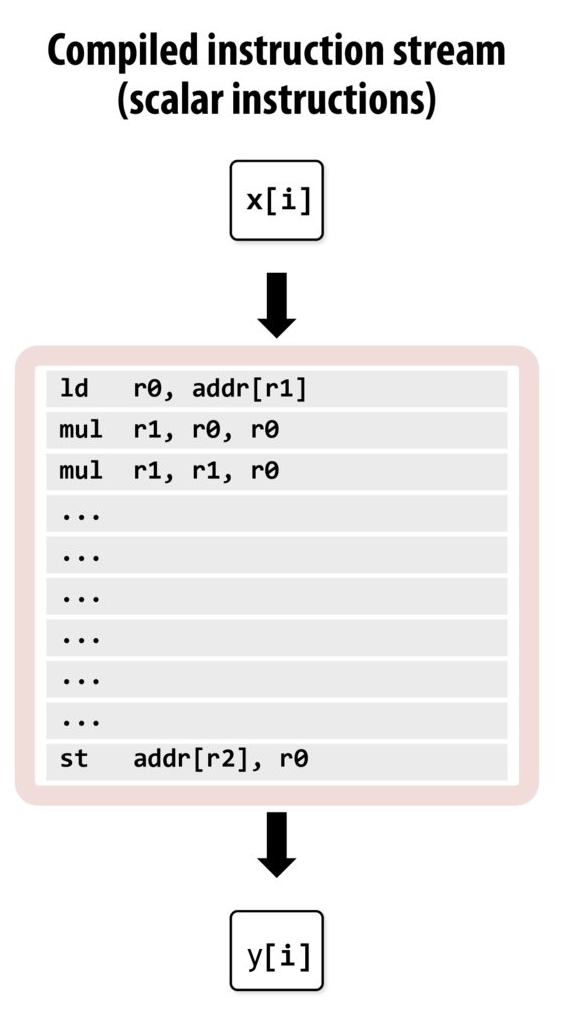 Compiled instruction stream
(scalar instructions)
x[i]
ld r0, addr[r1]
mul r1, r0, r0
mul r1, r1, r0
...
...
...
...
...
...
st addr[r2], r0
y[i]